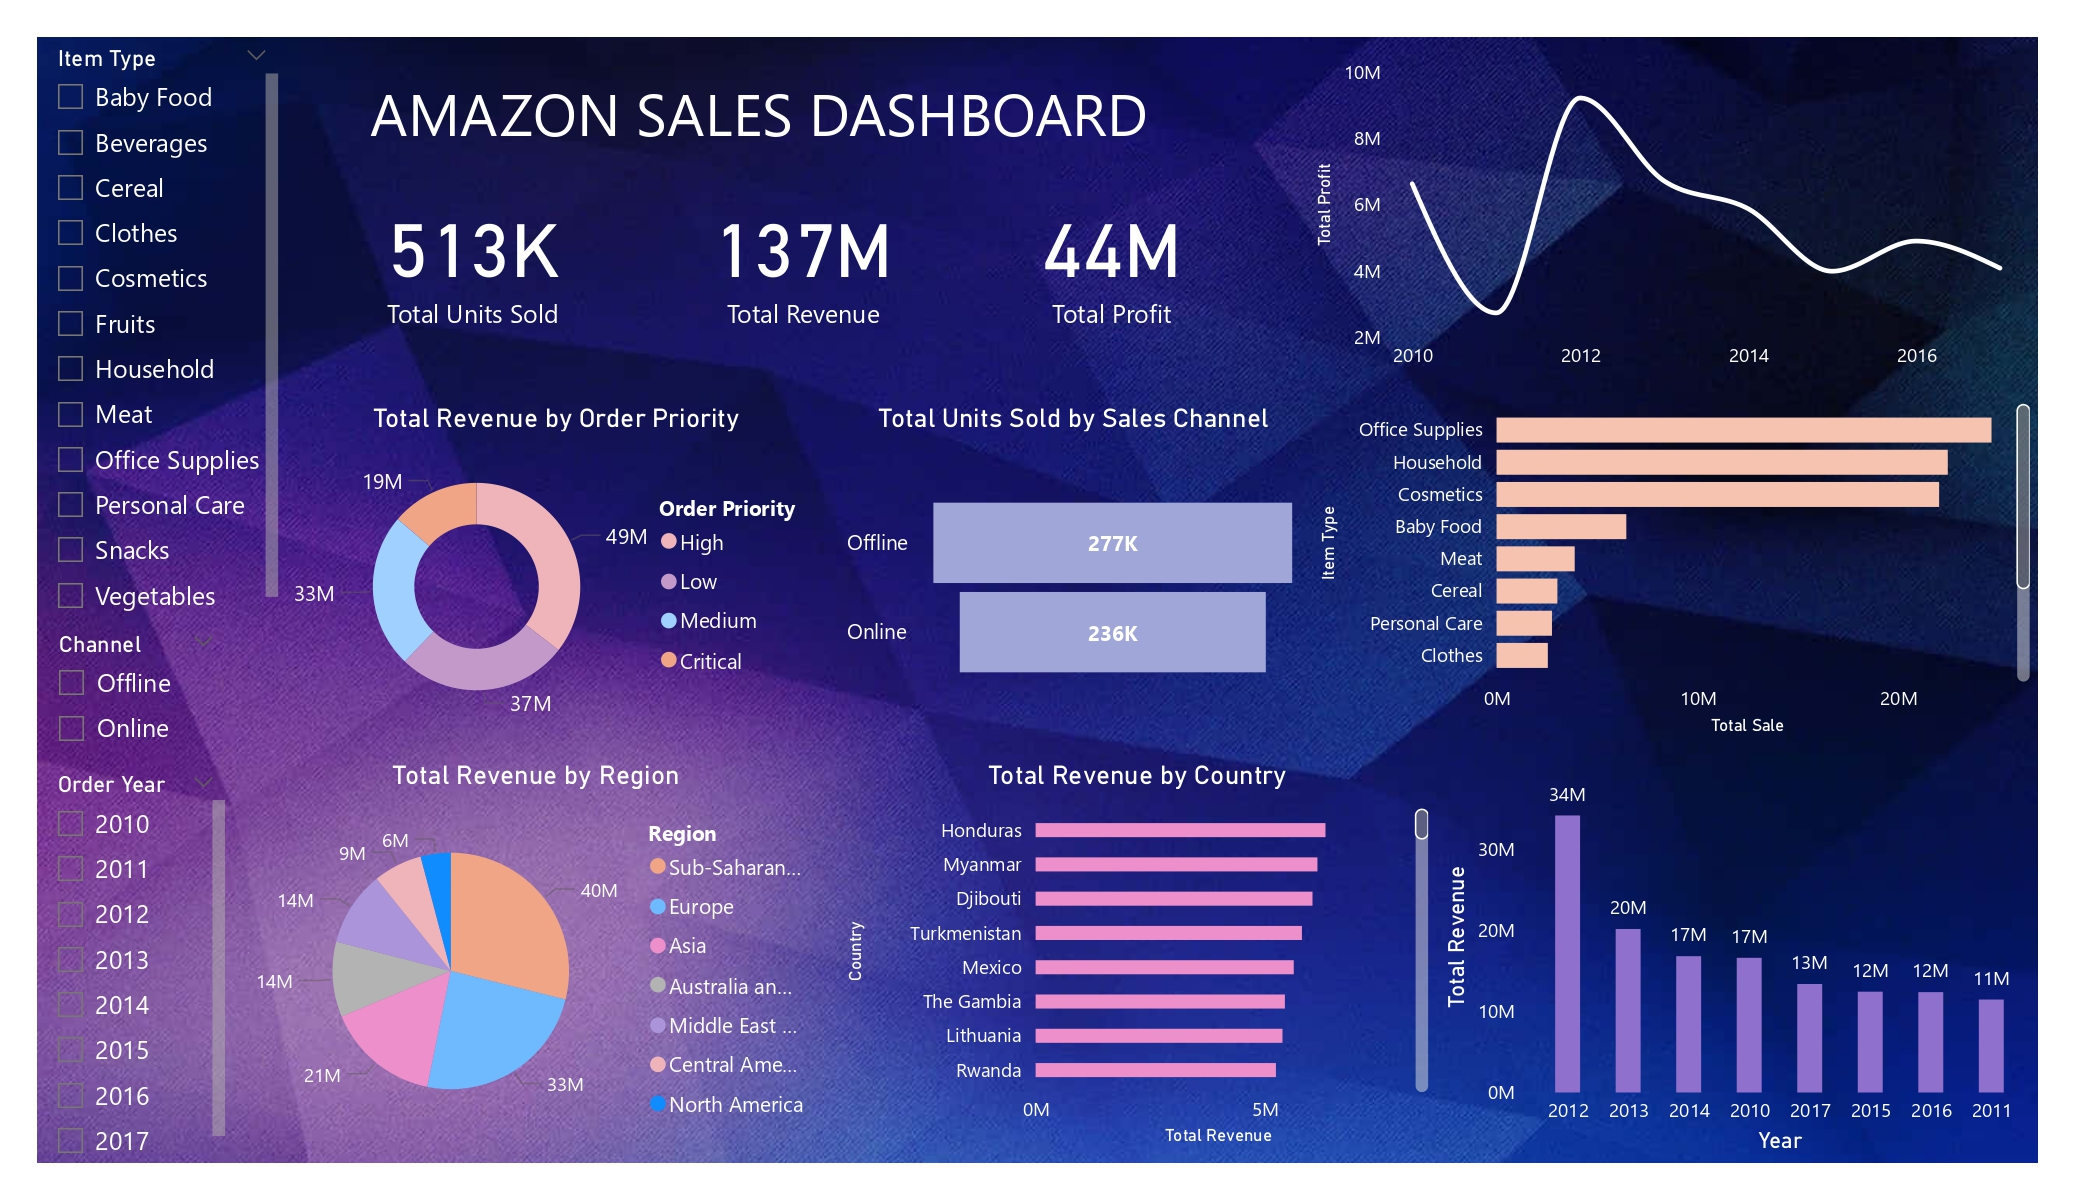 Item Type
Baby Food
Beverages
Cereal
Clothes
Cosmetics
Fruits
Household
Meat
Office Supplies
Personal Care
Snacks
Vegetables
Channel
Offline
Online
Order Year
2010
2011
2012
2013
2014
2015
2016
2017
AMAZON SALES DASHBOARD
513K
Total Units Sold
137M
Total Revenue
44M
Total Profit
Total Profit
10M
8M
6M
4M
2M
2010 2012 2014 2016
Total Revenue by Order Priority
19M
49M
33M
37M
Order Priority
High
Low
Medium
Critical
Total Units Sold by Sales Channel
Offline 277K
Online 236K
Item Type
Office Supplies
Household
Cosmetics
Baby Food
Meat
Cereal
Personal Care
Clothes
0M 10M 20M
Total Sale
Total Revenue by Region
6M
9M
40M
14M
14M
21M
33M
Region
Sub-Saharan...
Europe
Asia
Australia an...
Middle East ...
Central Ame...
North America
Total Revenue by Country
Country
Honduras
Myanmar
Djibouti
Turkmenistan
Mexico
The Gambia
Lithuania
Rwanda
0M 5M
Total Revenue
Total Revenue
30M
20M
10M
0M
34M
20M
17M
17M
13M
12M
12M
11M
2012 2013 2014 2010 2017 2015 2016 2011
Year